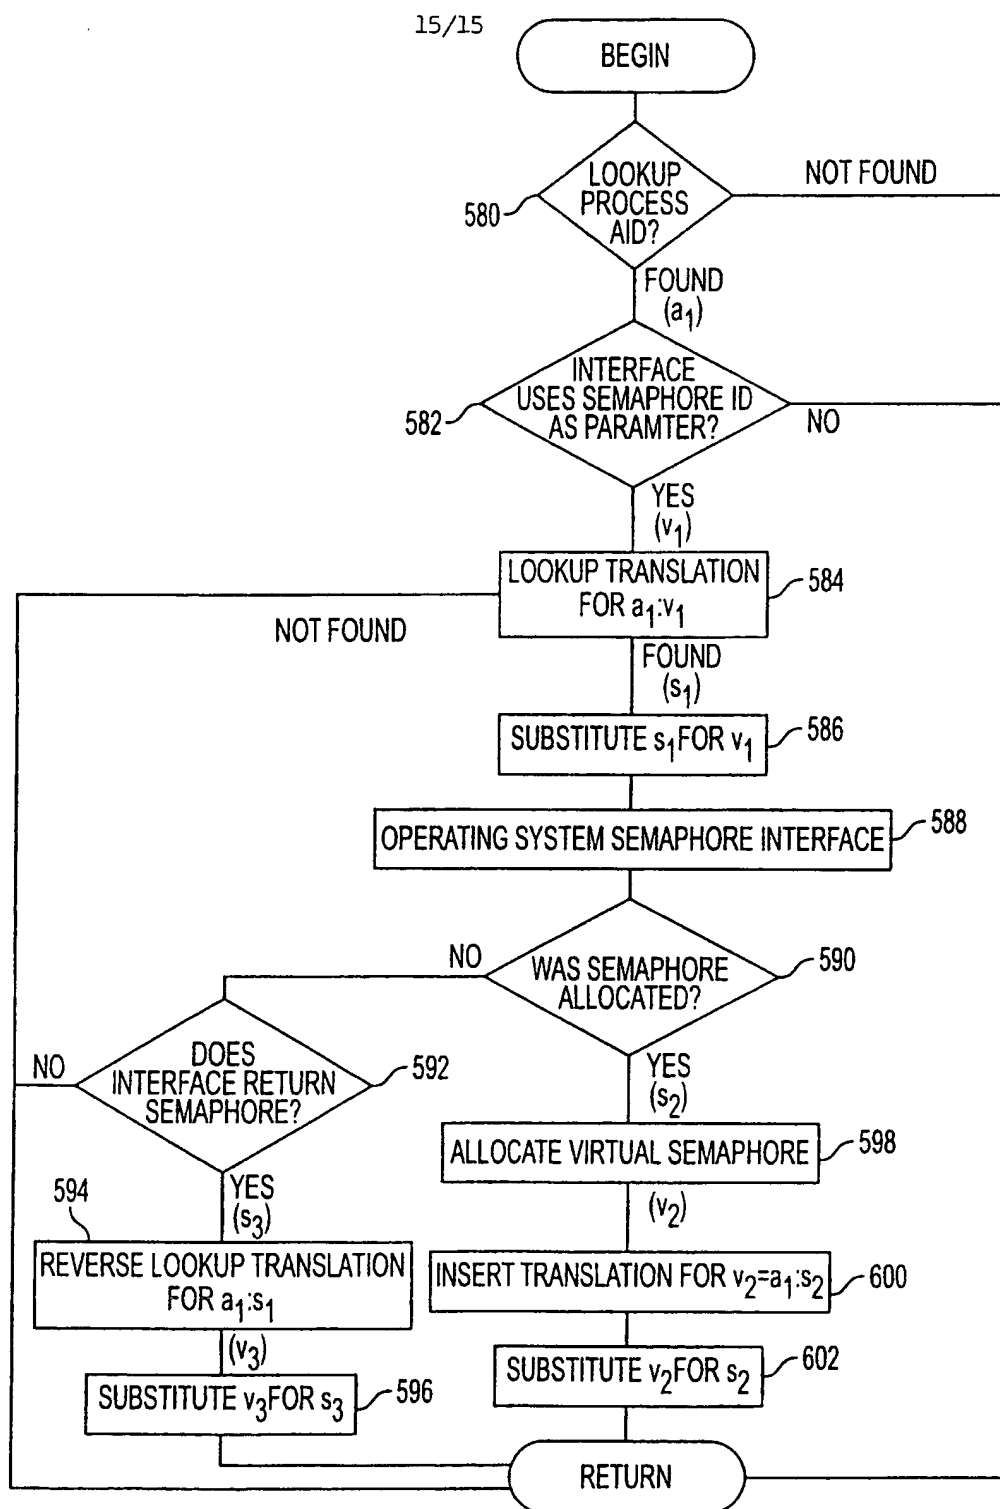 15/15
BEGIN
LOOKUP
PROCESS
AID?
580
NOT FOUND
FOUND
(a₁)
INTERFACE
USES SEMAPHORE ID
AS PARAMTER?
582
NO
YES
(v₁)
LOOKUP TRANSLATION
FOR a₁:v₁
584
NOT FOUND
FOUND
(s₁)
SUBSTITUTE s₁ FOR v₁
586
OPERATING SYSTEM SEMAPHORE INTERFACE
588
WAS SEMAPHORE
ALLOCATED?
590
NO
DOES
INTERFACE RETURN
SEMAPHORE?
592
NO
YES
(s₂)
ALLOCATE VIRTUAL SEMAPHORE
598
(v₂)
YES
(s₃)
594
REVERSE LOOKUP TRANSLATION
FOR a₁:s₁
INSERT TRANSLATION FOR v₂=a₁:s₂
600
(v₃)
SUBSTITUTE v₃ FOR s₃
596
SUBSTITUTE v₂ FOR s₂
602
RETURN